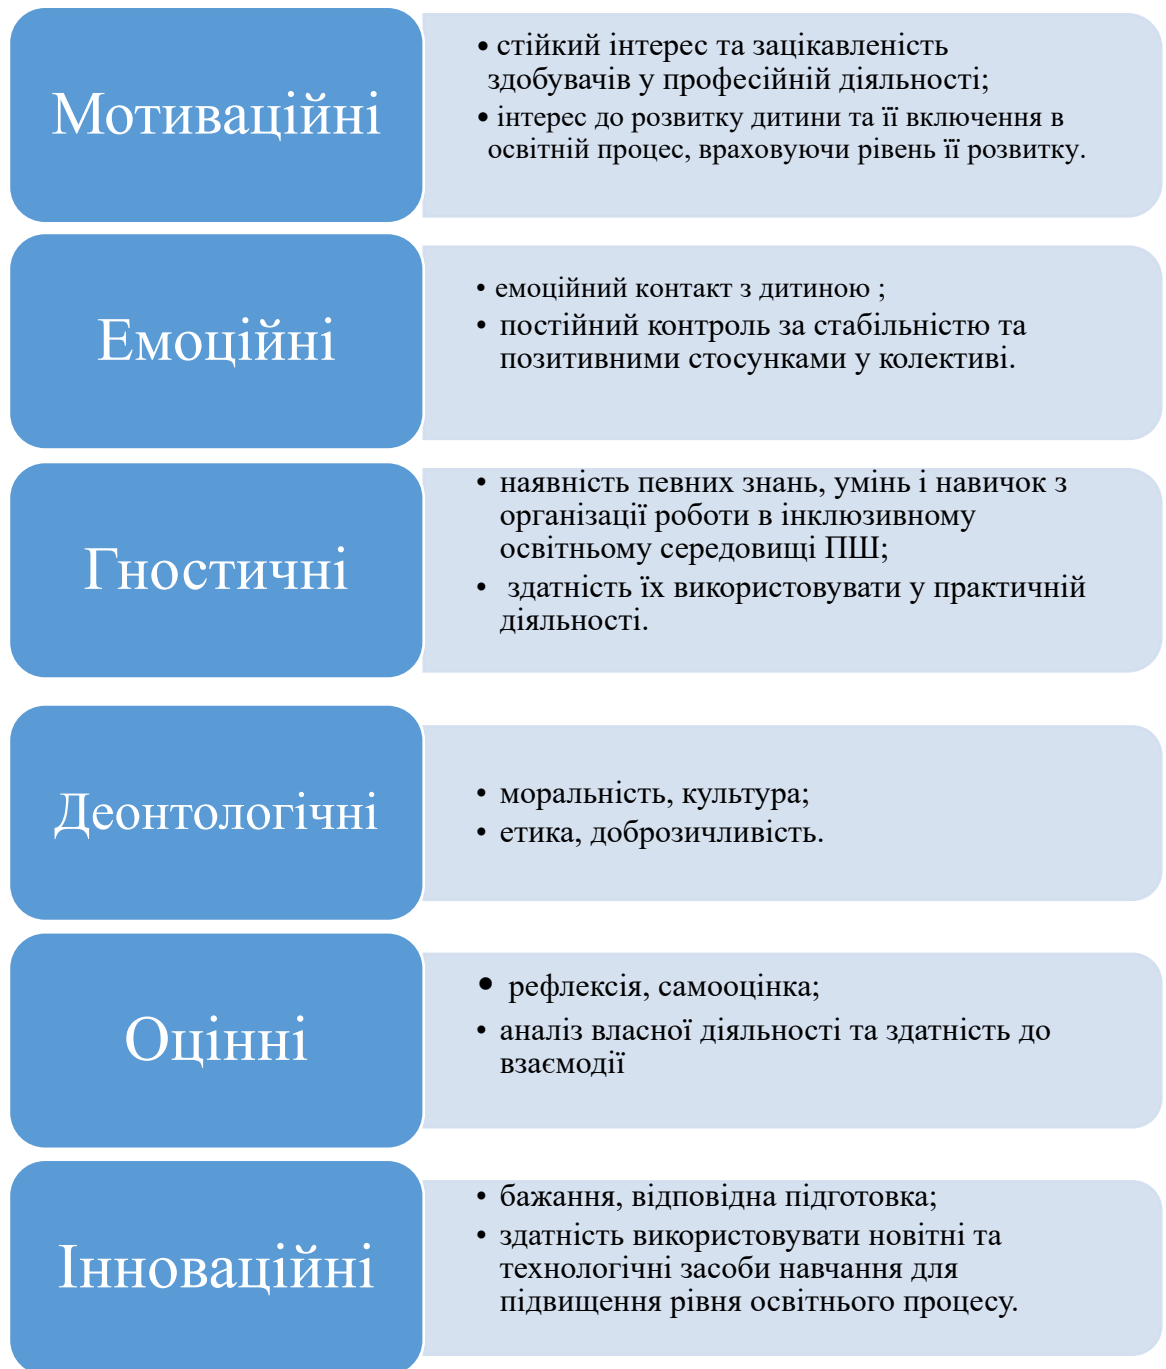 Мотиваційні
• стійкий інтерес та зацікавленість
здобувачів у професійній діяльності;
• інтерес до розвитку дитини та її включення в
освітній процес, враховуючи рівень її розвитку.
Емоційні
• емоційний контакт з дитиною ;
• постійний контроль за стабільністю та
позитивними стосунками у колективі.
Гностичні
• наявність певних знань, умінь і навичок з
організації роботи в інклюзивному
освітньому середовищі ПШ;
• здатність їх використовувати у практичній
діяльності.
Деонтологічні
• моральність, культура;
• етика, доброзичливість.
Оцінні
• рефлексія, самооцінка;
• аналіз власної діяльності та здатність до
взаємодії
Інноваційні
• бажання, відповідна підготовка;
• здатність використовувати новітні та
технологічні засоби навчання для
підвищення рівня освітнього процесу.